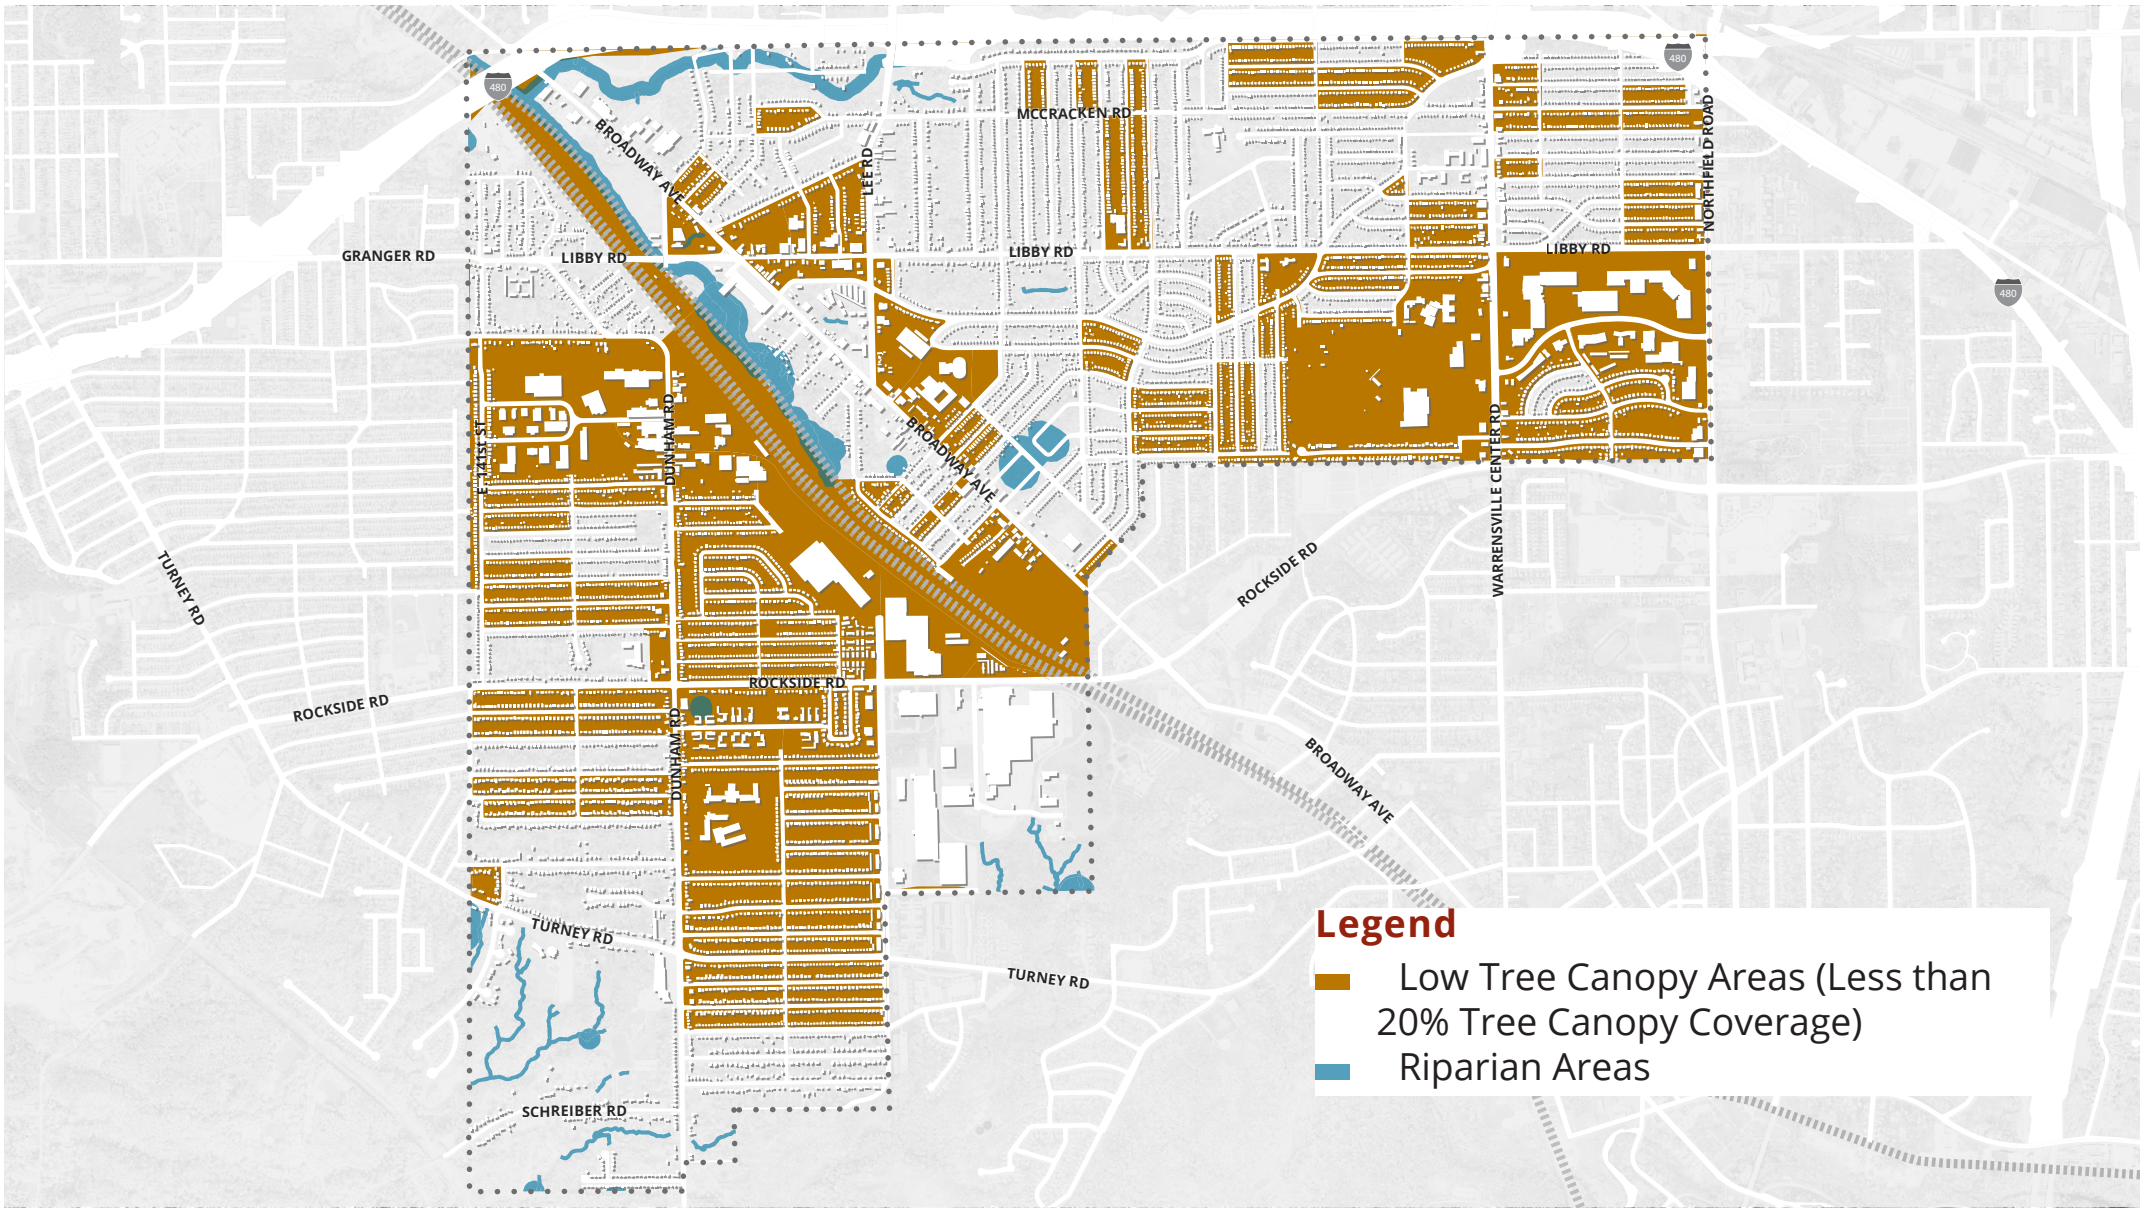 480
480
BROADWAY AVE
MCCRACKEN RD
LEE RD
NORTHFIELD ROAD
GRANGER RD
LIBBY RD
LIBBY RD
LIBBY RD
480
E. 141st ST
DUNHAM RD
BROADWAY AVE
WARRENSVILLE CENTER RD
TURNEY RD
ROCKSIDE RD
ROCKSIDE RD
ROCKSIDE RD
DUNHAM RD
BROADWAY AVE
TURNEY RD
TURNEY RD
SCHREIBER RD
Legend
Low Tree Canopy Areas (Less than
20% Tree Canopy Coverage)
Riparian Areas